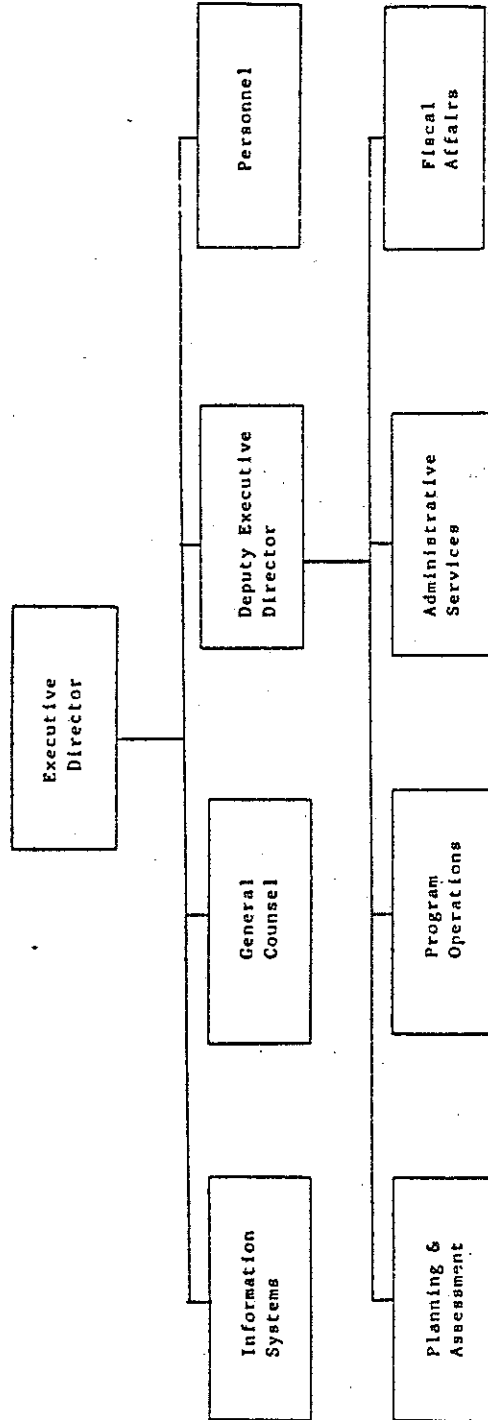 Executive
Director
Information
Systems
General
Counsel
Deputy Executive
Director
Personnel
Planning &
Assessment
Program
Operations
Administrative
Services
Fiscal
Affairs